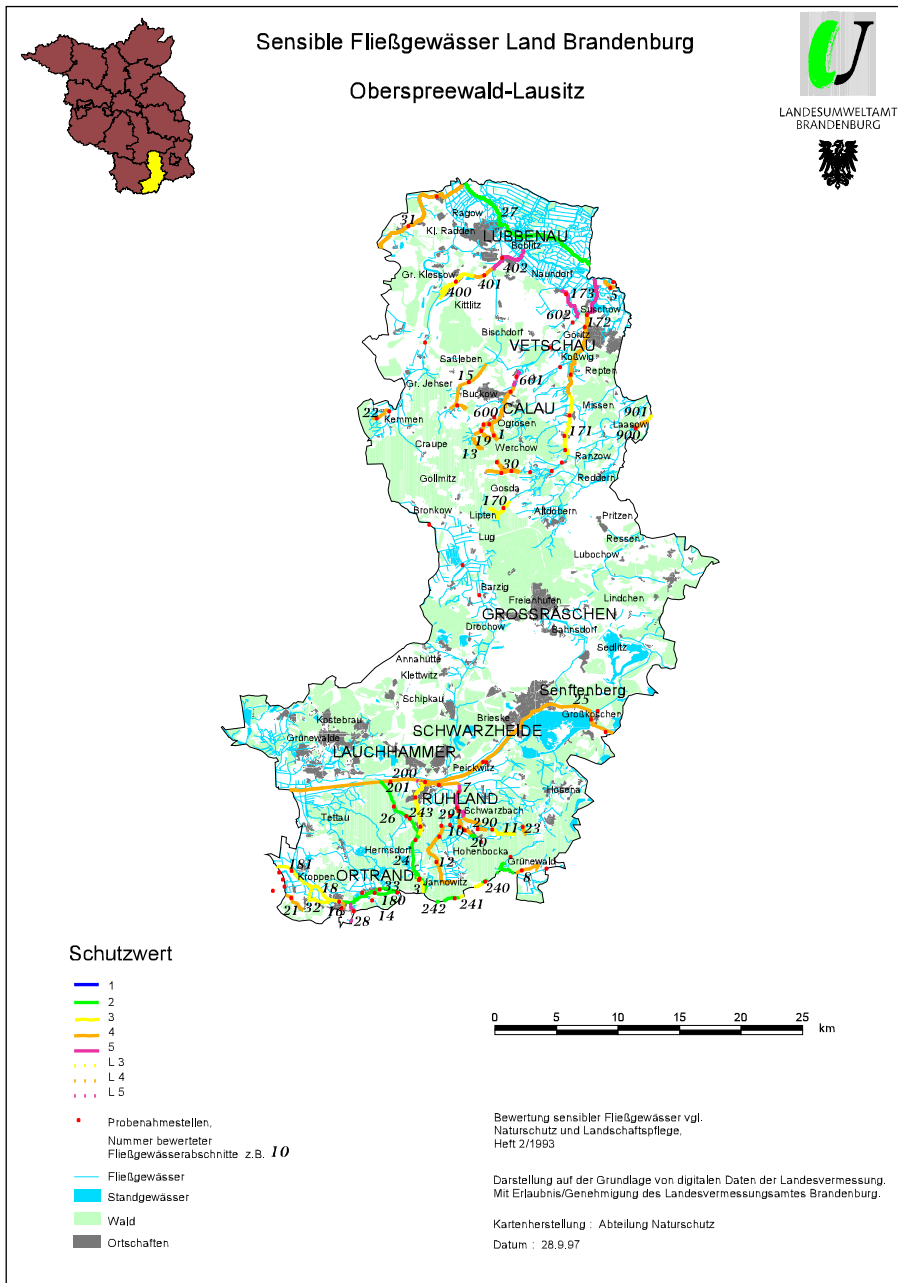 Sensible Fließgewässer Land Brandenburg
Oberspreewald-Lausitz
LANDESUMWELTAMT
BRANDENBURG
27
Ragow
31
Kl. Radden
LÜBBENAU
Boblitz
402
Naundorf
Gr. Klessow
401
400
173
5
Kittlitz
Suschow
602
172
Bischdorf
Göritz
VETSCHAU
Saßleben
Koßwig
15
601
Repten
Gr. Jehser
Buckow
22
Kemmen
600
CALAU
Missen
901
Ogrosen
Laasow
1
171
900
19
Craupe
13
Werchow
Ranzow
30
Gollmitz
Reddern
Gosda
170
Bronkow
Lipten
Altdobern
Pritzen
Lug
Ressen
Lubochow
Barzig
Freienhufen
Lindchen
GROSSRÄSCHEN
Drochow
Bahnsdorf
Sedlitz
Annahütte
Klettwitz
Senftenberg
Schipkau
25
Kostebrau
Brieske
Großkoschen
Grünewalde
SCHWARZHEIDE
LAUCHHAMMER
Peickwitz
200
201
7
Hosena
RUHLAND
243
291
Schwarzbach
26
Tettau
290
11
23
10
20
Hermsdorf
Hohenbocka
24
12
Grünewald
181
Kroppen
ORTRAND
8
18
33
Jannowitz
240
3
21
32
16
180
242
241
28
14
Schutzwert
1
2
3
4
5
L 3
L 4
L 5
Probenahmestellen,
Nummer bewerteter
Fließgewässerabschnitte z.B. 10
Fließgewässer
Standgewässer
Wald
Ortschaften
0 5 10 15 20 25
km
Bewertung sensibler Fließgewässer vgl.
Naturschutz und Landschaftspflege,
Heft 2/1993
Darstellung auf der Grundlage von digitalen Daten der Landesvermessung.
Mit Erlaubnis/Genehmigung des Landesvermessungsamtes Brandenburg.
Kartenherstellung : Abteilung Naturschutz
Datum : 28.9.97